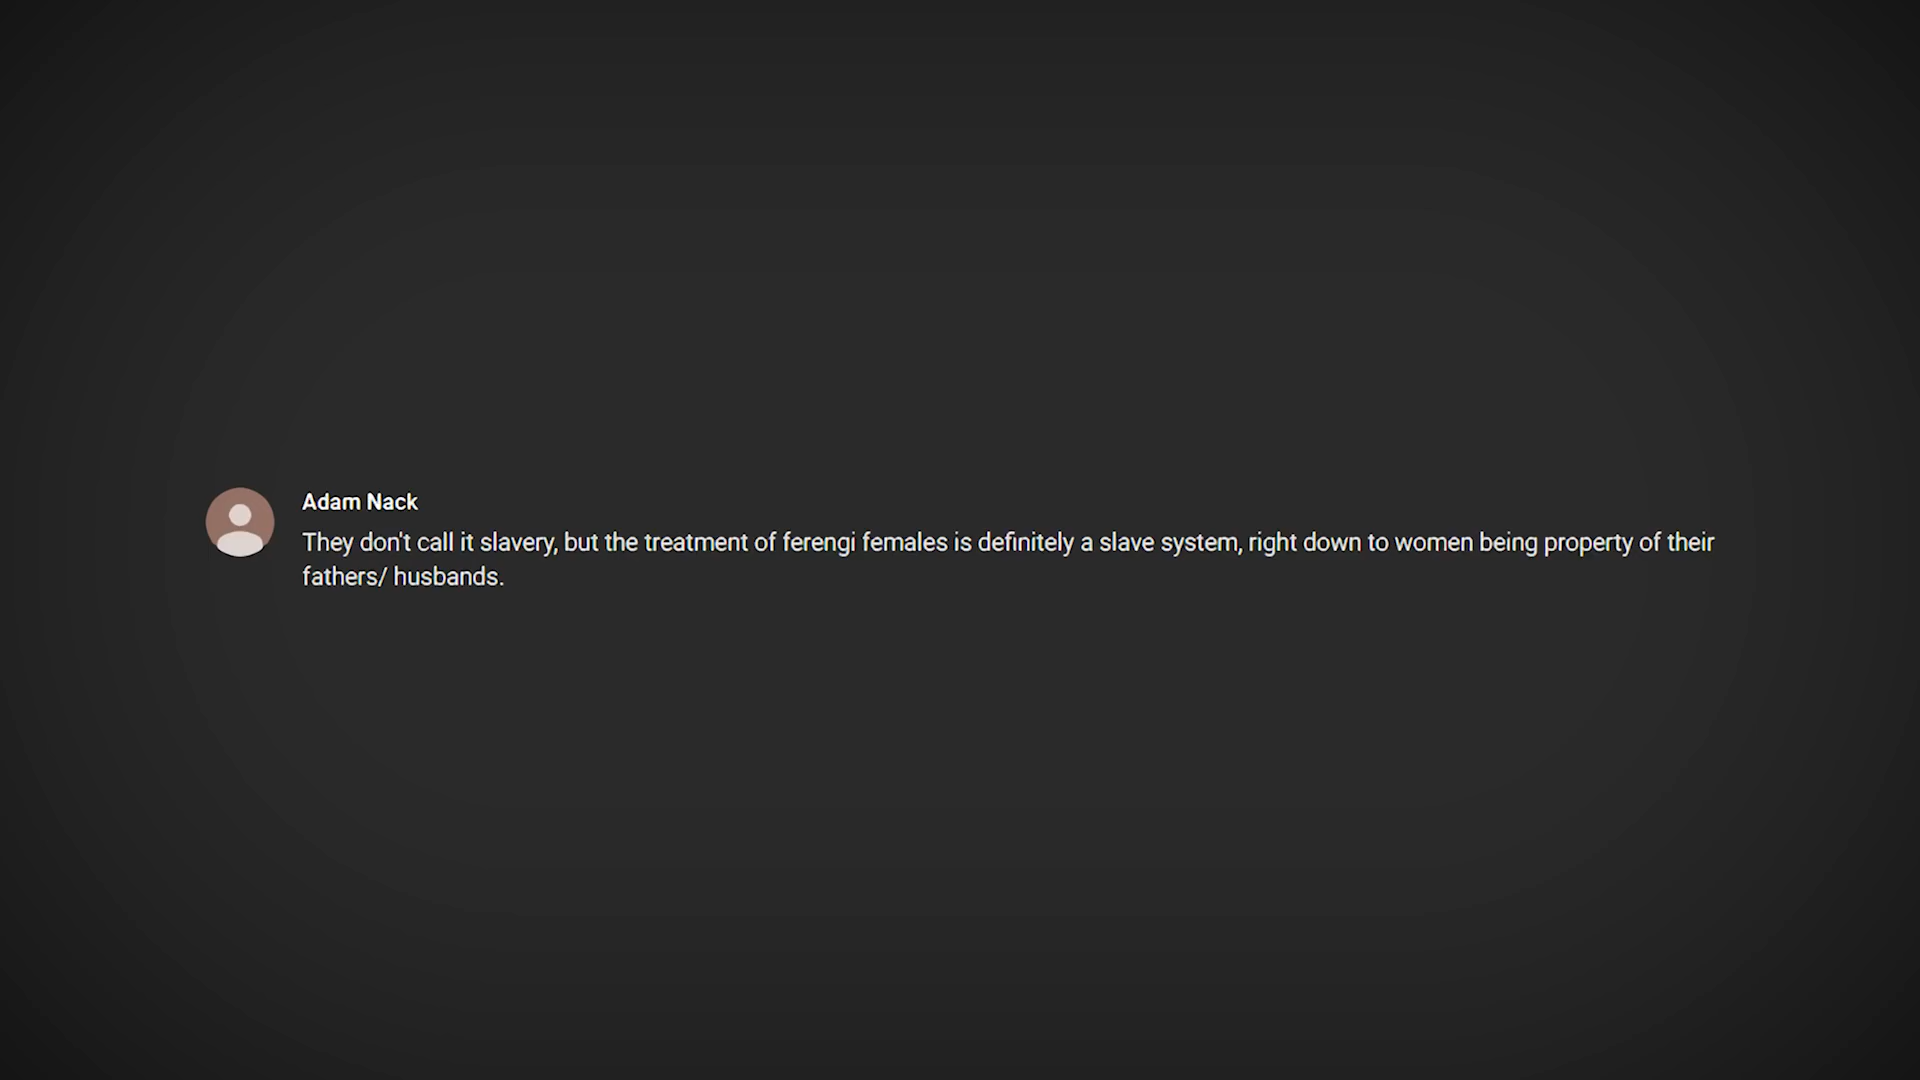 Adam Nack
They don't call it slavery, but the treatment of ferengi females is definitely a slave system, right down to women being property of their
fathers/ husbands.